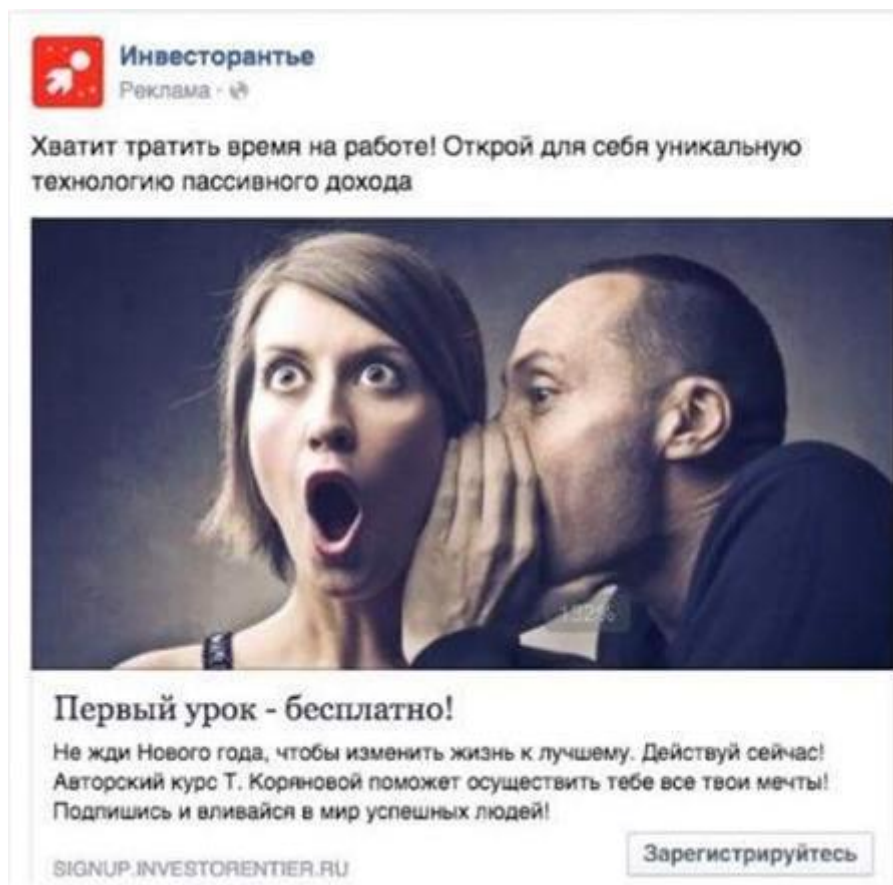 Инвесторантье
Реклама ·
Хватит тратить время на работе! Открой для себя уникальную
технологию пассивного дохода
132%
Первый урок - бесплатно!
Не жди Нового года, чтобы изменить жизнь к лучшему. Действуй сейчас!
Авторский курс Т. Коряновой поможет осуществить тебе все твои мечты!
Подпишись и вливайся в мир успешных людей!
SIGNUP.INVESTORENTIER.RU
Зарегистрируйтесь